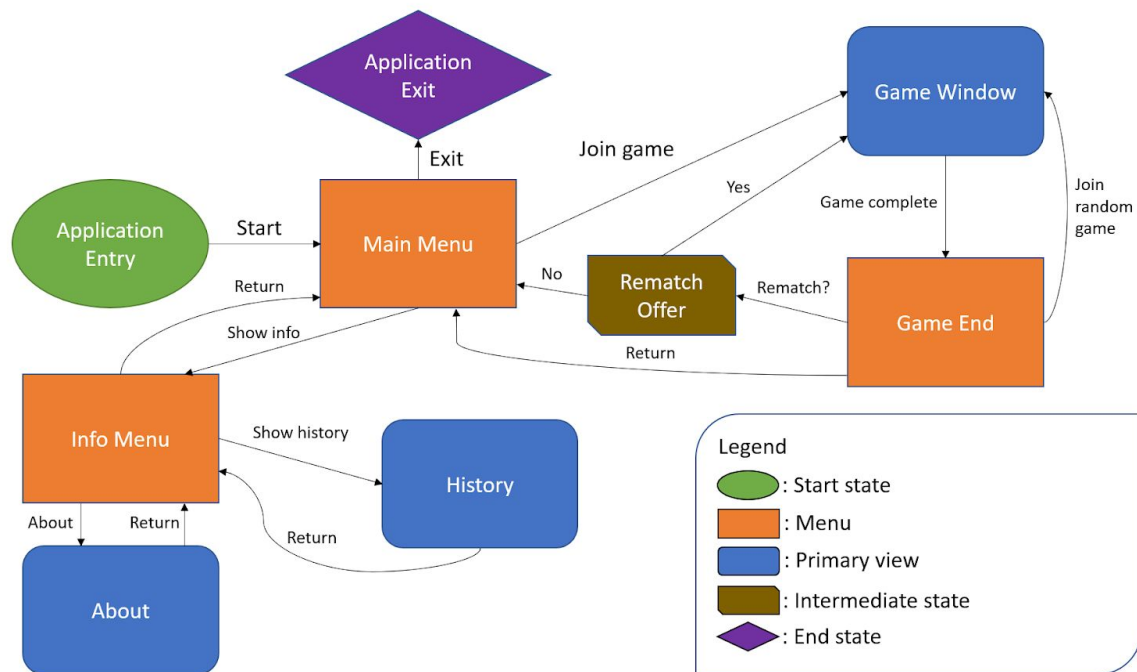 Application
Exit
Game Window
Exit
Join game
Yes
Game complete
Join
random
game
Application
Entry
Start
Main Menu
No
Rematch
Offer
Rematch?
Game End
Return
Show info
Return
Info Menu
Show history
History
About
Return
Return
About
Legend
: Start state
: Menu
: Primary view
: Intermediate state
: End state